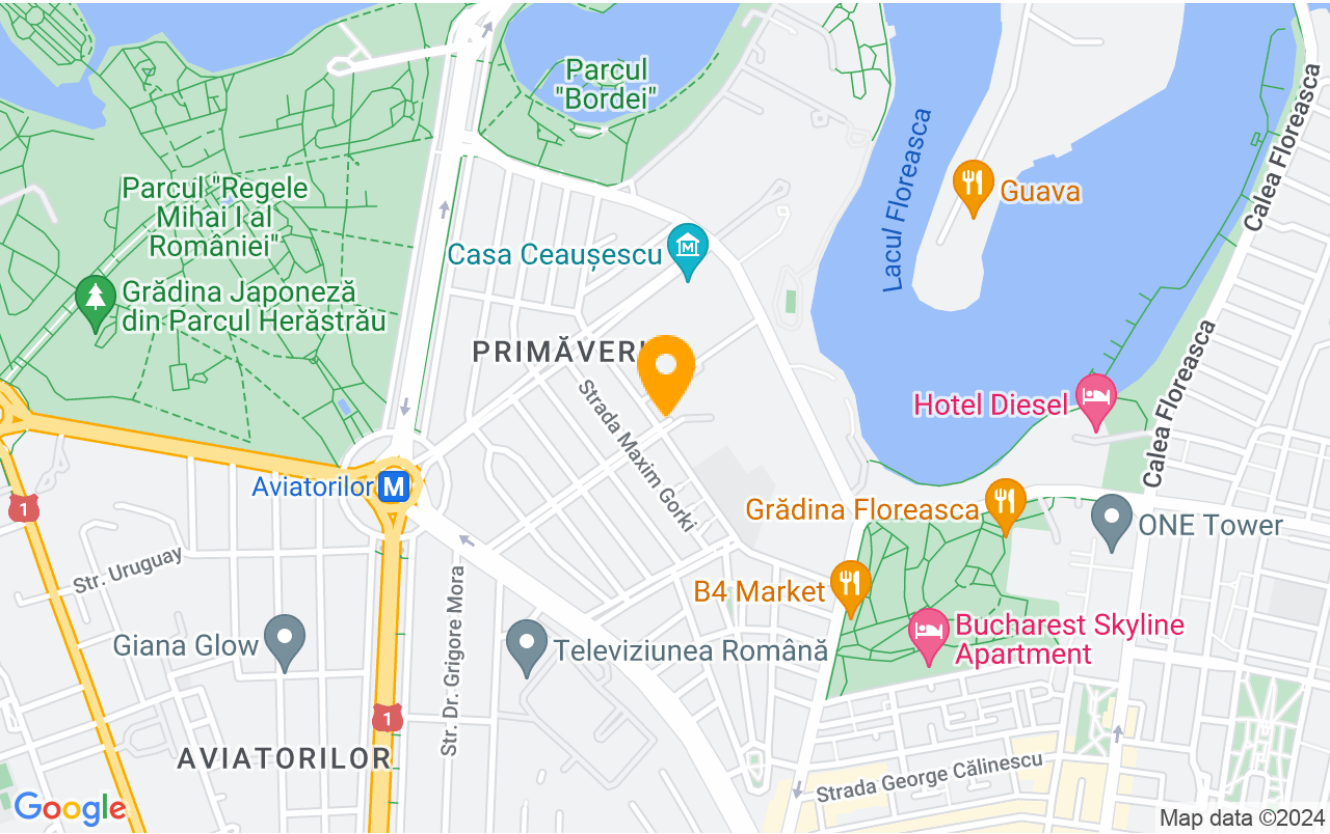 Parcul
"Bordei"
Calea Floreasca
Lacul Floreasca
Parcul "Regele
Mihai I al
României"
Guava
Casa Ceaușescu
Grădina Japoneză
din Parcul Herăstrău
PRIMĂVERI
Strada Maxim Gorki
Hotel Diesel
Calea Floreasca
Aviatorilor M
1
Grădina Floreasca
ONE Tower
Str. Uruguay
B4 Market
Str. Dr. Grigore Mora
Giana Glow
Televiziunea Română
Bucharest Skyline
Apartment
1
AVIATORILOR
Strada George Călinescu
Google
Map data ©2024